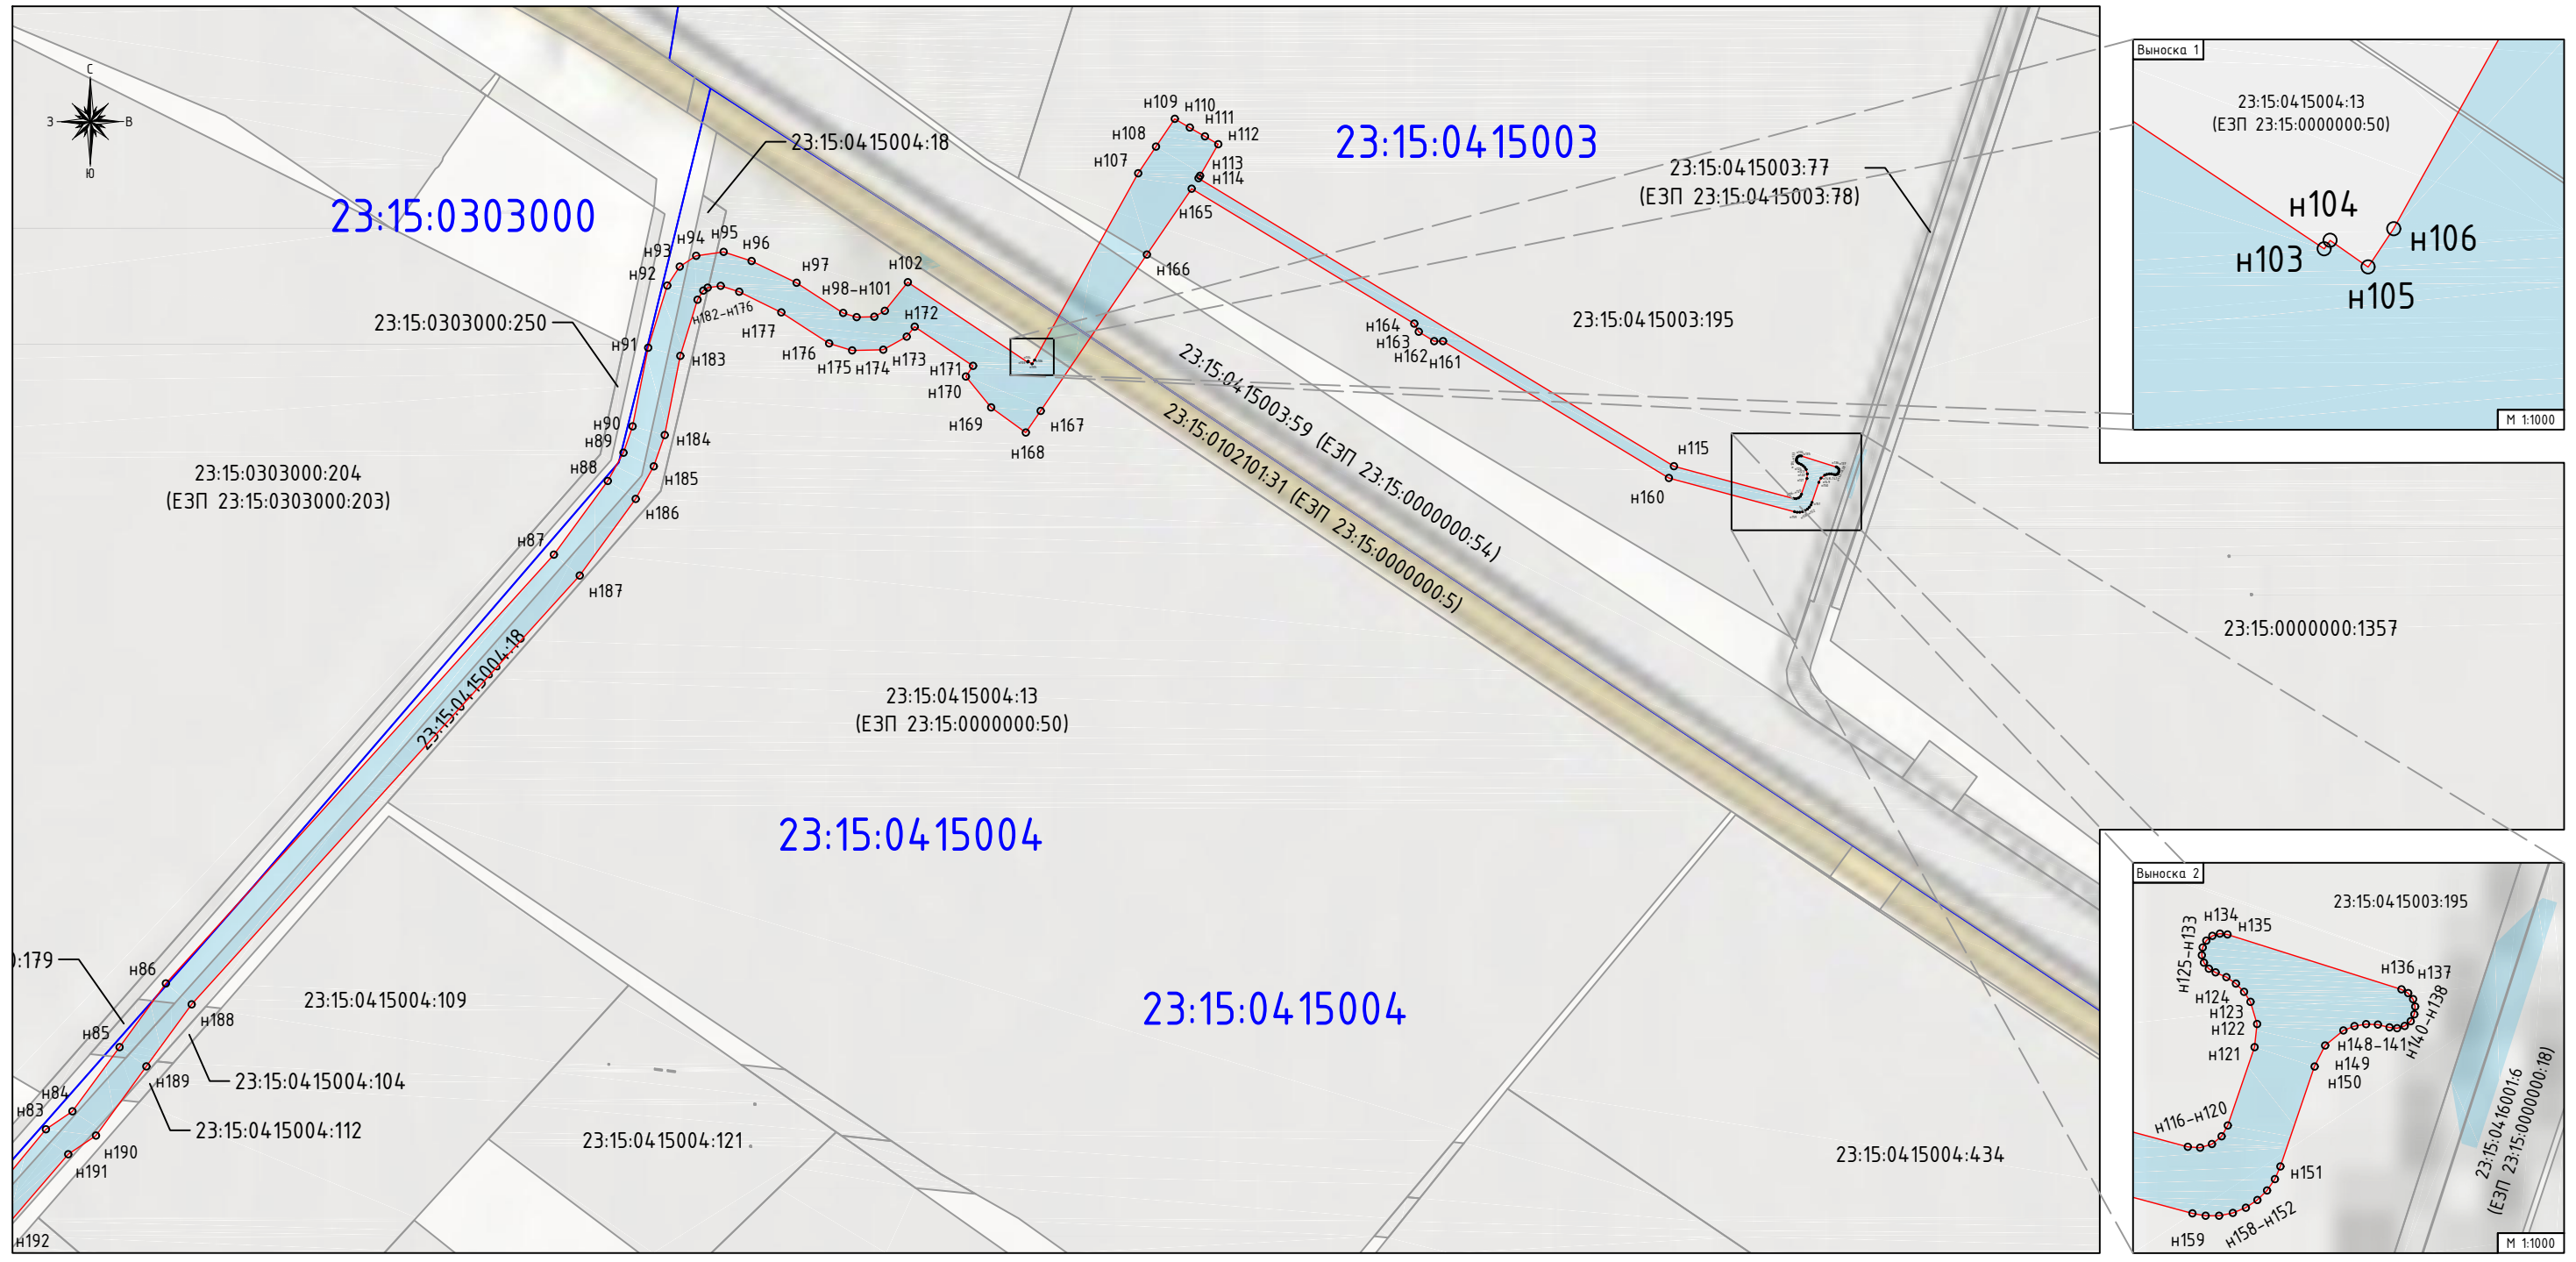 С
З
В
Ю
23:15:0303000
23:15:0415004:18
н109
н110
н111
н112
н108
н107
н113
н114
н165
н166
23:15:0415003
23:15:0415003:77
(ЕЗП 23:15:0415003:78)
н95
н94
н96
н93
н92
н97
н102
н98-н101
н182-н176
н172
н177
н176
н175
н174
н173
н171
н170
н169
н168
н167
23:15:0303000:250
н91
н183
н90
н89
н88
н184
н185
н186
н87
н187
23:15:0303000:204
(ЕЗП 23:15:0303000:203)
н164
н163
н162
н161
23:15:0415003:195
н115
н160
23:15:0415003:59 (ЕЗП 23:15:0000000:54)
23:15:0102101:31 (ЕЗП 23:15:0000000:5)
23:15:0000000:1357
23:15:0415004:18
23:15:0415004:13
(ЕЗП 23:15:0000000:50)
23:15:0415004
23:15:0415004
:179
н86
н85
н188
н84
н83
н189
н190
н191
н192
23:15:0415004:109
23:15:0415004:104
23:15:0415004:112
23:15:0415004:121
23:15:0415004:434
Выноска 1
23:15:0415004:13
(ЕЗП 23:15:0000000:50)
н104
н103
н106
н105
М 1:1000
Выноска 2
23:15:0415003:195
н134
н135
н125-н133
н136
н137
н140-н138
н124
н123
н122
н121
н148-141
н149
н150
н116-н120
н151
н158-н152
н159
23:15:0416001:6
(ЕЗП 23:15:0000000:18)
М 1:1000